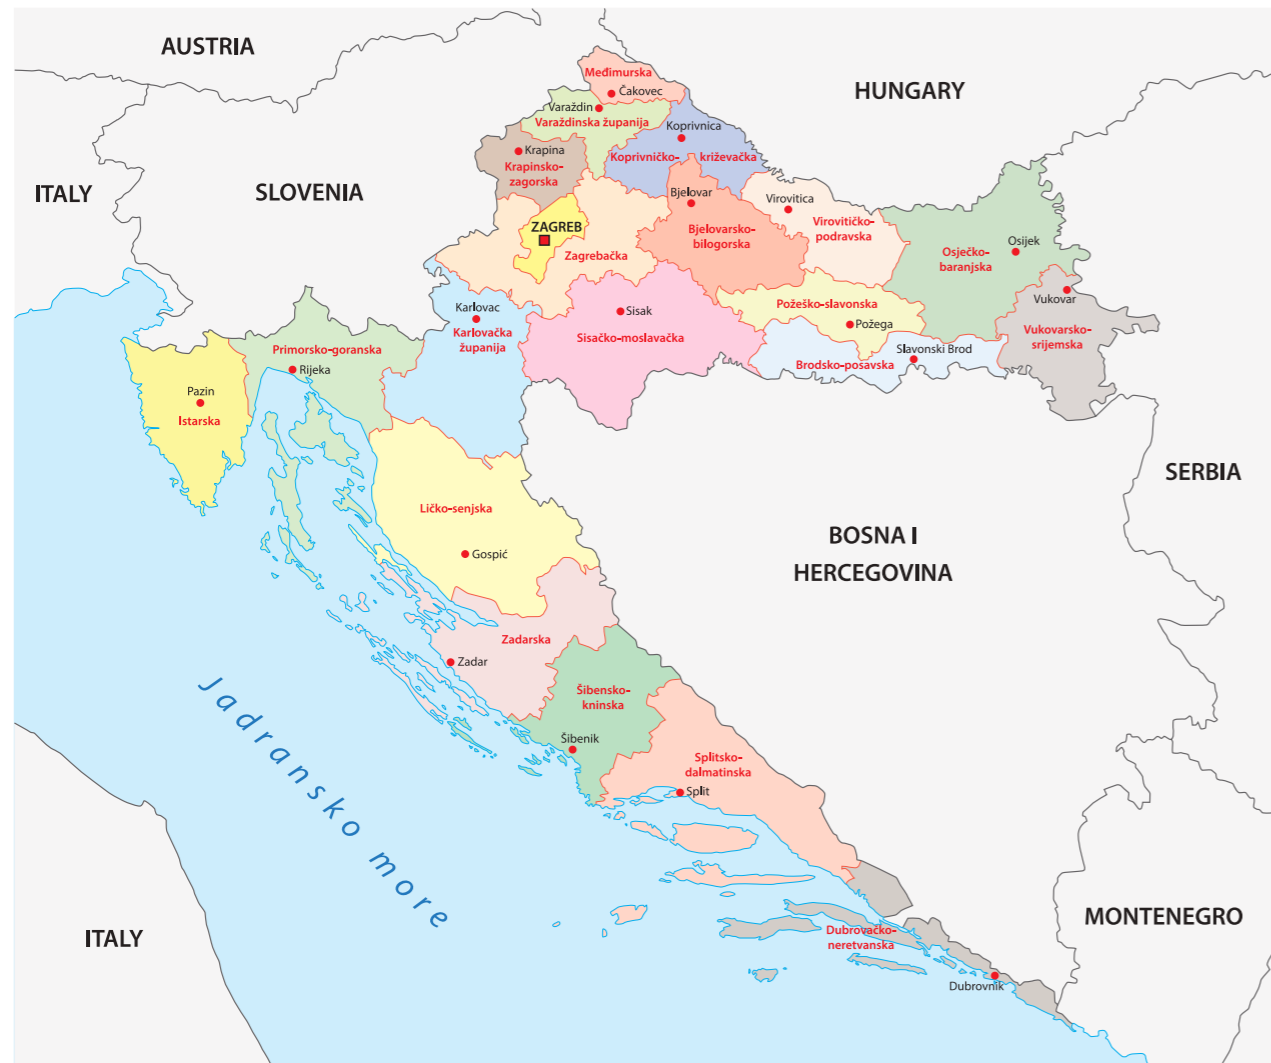 AUSTRIA
HUNGARY
ITALY
SLOVENIA
Međimurska
Čakovec
Varaždin
Varaždinska županija
Koprivnica
Koprivničko-
križevačka
Krapina
Krapinsko-
zagorska
ZAGREB
Zagrebačka
Bjelovar
Bjelovarsko-
bilogorska
Virovitica
Virovitičko-
podravska
Osječko-
baranjska
Osijek
Vukovar
Vukovarsko-
srijemska
Požeško-slavonska
Požega
Slavonski Brod
Brodsko-posavska
Sisak
Sisačko-moslavačka
Karlovac
Karlovačka
županija
Primorsko-goranska
Rijeka
Pazin
Istarska
Ličko-senjska
Gospić
BOSNA I
HERCEGOVINA
SERBIA
Zadarska
Zadar
Šibensko-
kninska
Šibenik
Splitsko-
dalmatinska
Split
Jadransko more
ITALY
Dubrovačko-
neretvanska
Dubrovnik
MONTENEGRO